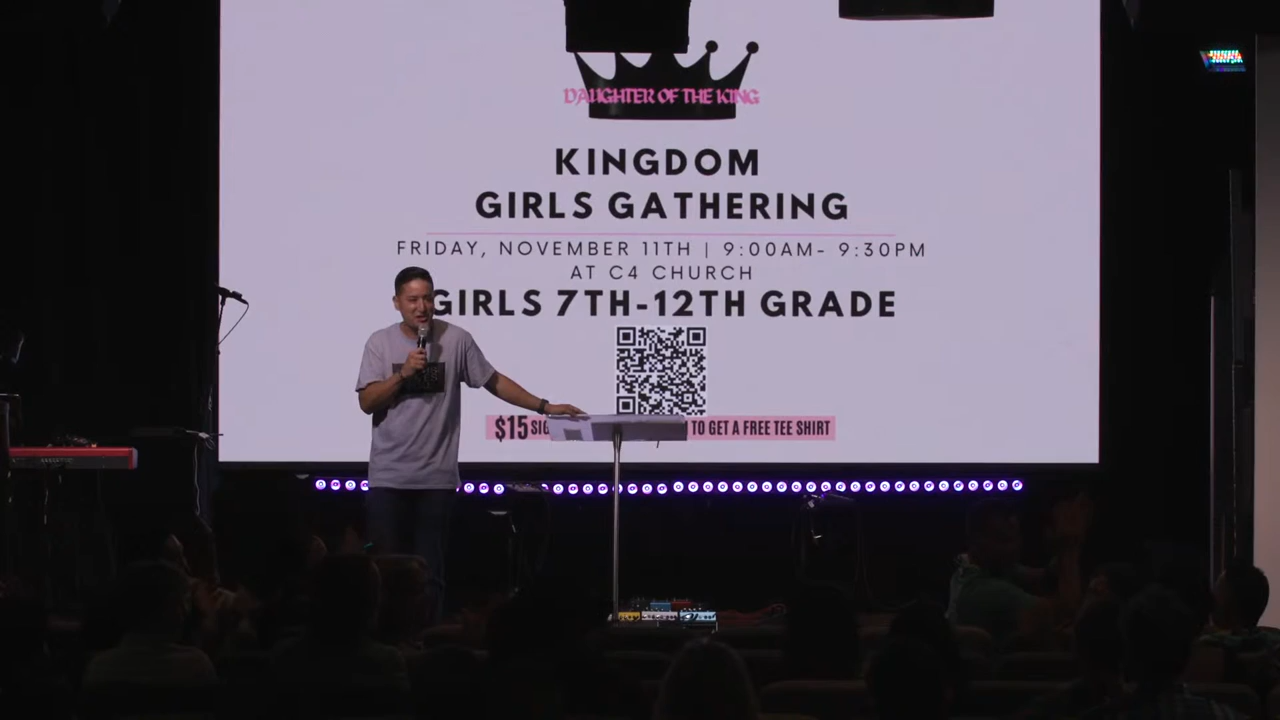 DAUGHTER OF THE KING
KINGDOM
GIRLS GATHERING
FRIDAY, NOVEMBER 11TH | 9:00AM- 9:30PM
AT C4 CHURCH
GIRLS 7TH-12TH GRADE
$15 TO GET A FREE TEE SHIRT